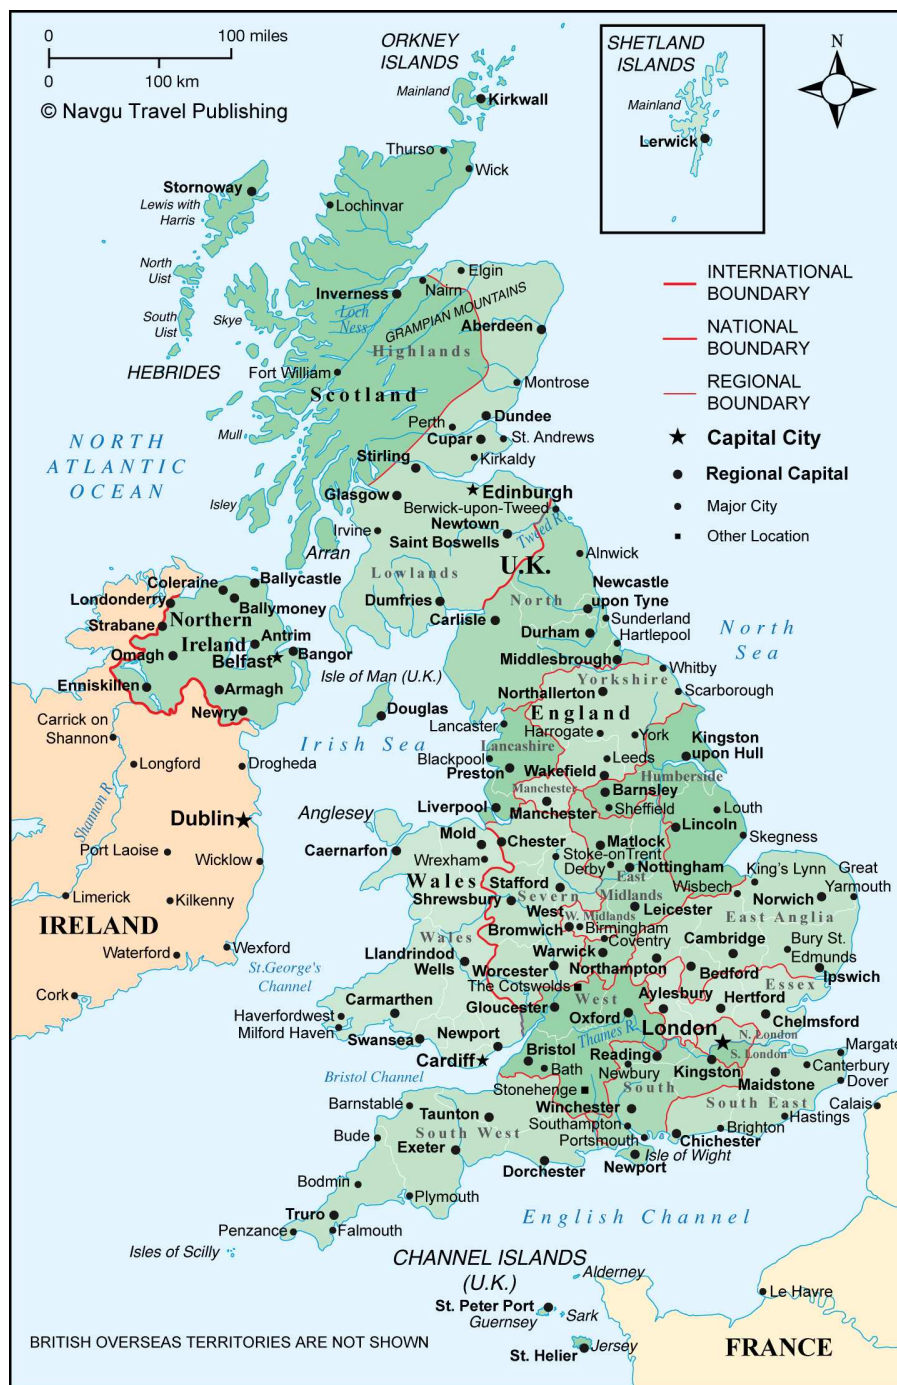 0 100 miles
0 100 km
© Navgu Travel Publishing
ORKNEY
ISLANDS
Mainland
Kirkwall
SHETLAND
ISLANDS
Mainland
Lerwick
N
Thurso
Wick
Stornoway
Lewis with
Harris
Lochinvar
North
Uist
South
Uist
Skye
HEBRIDES
Elgin
Nairn
Inverness
Loch
Ness
GRAMPIAN MOUNTAINS
Aberdeen
Highlands
Fort William
Scotland
Montrose
Dundee
Perth
Cupar
St. Andrews
Mull
Stirling
Kirkaldy
INTERNATIONAL
BOUNDARY
NATIONAL
BOUNDARY
REGIONAL
BOUNDARY
Capital City
Regional Capital
Major City
Other Location
NORTH
ATLANTIC
OCEAN
Isley
Glasgow
Edinburgh
Berwick-upon-Tweed
Newtown
Saint Boswells
Tweed R.
Irvine
Arran
Alnwick
Lowlands
U.K.
Dumfries
North
Newcastle
upon Tyne
Carlisle
Sunderland
Durham
Hartlepool
Middlesbrough
North
Sea
Coleraine
Ballycastle
Londonderry
Ballymoney
Strabane
Northern
Ireland
Antrim
Omagh
Belfast
Bangor
Enniskillen
Armagh
Newry
Isle of Man (U.K.)
Douglas
Whitby
Yorkshire
Northallerton
Scarborough
England
Carrick on
Shannon
Irish Sea
Lancaster
Harrogate
York
Kingston
upon Hull
Lancashire
Blackpool
Leeds
Preston
Wakefield
Humberside
Longford
Drogheda
Manchester
Barnsley
Shannon R.
Anglesey
Liverpool
Manchester
Sheffield
Louth
Dublin
Lincoln
Mold
Chester
Matlock
Skegness
Caernarfon
Stoke-onTrent
Port Laoise
Wicklow
Wrexham
Derby
Nottingham
King's Lynn
Great
Yarmouth
Wales
Stafford
East
Midlands
Wisbech
Norwich
Limerick
Kilkenny
Shrewsbury
Severn
Leicester
East Anglia
IRELAND
West
Bromwich
W. Midlands
Birmingham
Wales
Coventry
Cambridge
Bury St.
Edmunds
Waterford
Wexford
Llandrindod
Wells
Warwick
St.George's
Channel
Worcester
Northampton
Bedford
Ipswich
The Cotswolds
Essex
Cork
Carmarthen
Gloucester
West
Aylesbury
Hertford
Haverfordwest
Oxford
Chelmsford
Milford Haven
London
Swansea
Newport
Thames R.
N. London
Cardiff
Bristol
Reading
S. London
Margate
Bath
Newbury
Kingston
Canterbury
Bristol Channel
Stonehenge
South
Maidstone
Dover
Barnstable
Winchester
South East
Calais
Taunton
Southampton
Hastings
Bude
South West
Portsmouth
Brighton
Exeter
Chichester
Isle of Wight
Newport
Dorchester
Bodmin
Plymouth
Truro
English Channel
Penzance
Falmouth
Isles of Scilly
CHANNEL ISLANDS
(U.K.)
Alderney
Le Havre
St. Peter Port
Guernsey
Sark
BRITISH OVERSEAS TERRITORIES ARE NOT SHOWN
St. Helier
Jersey
FRANCE